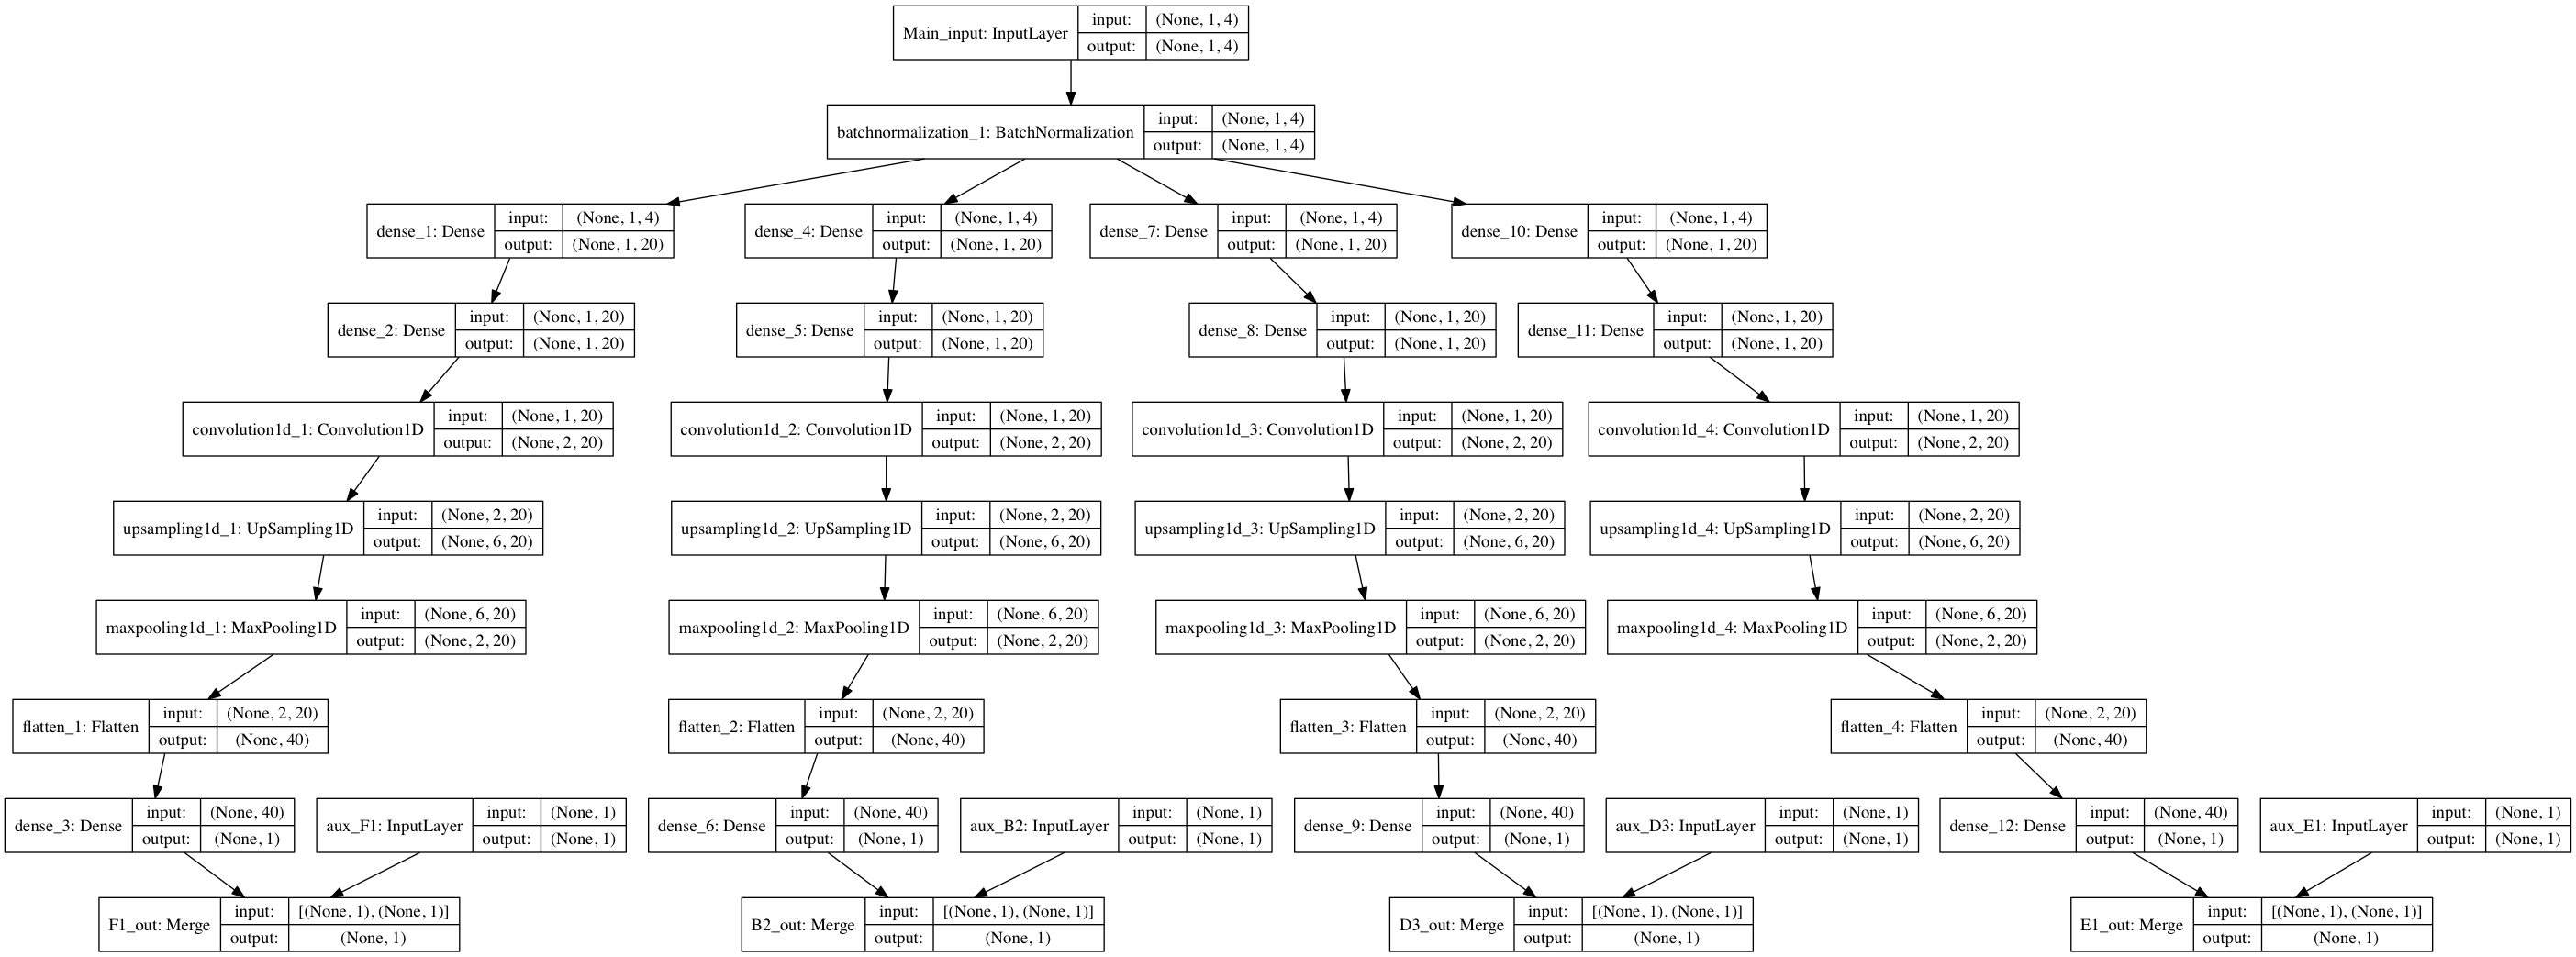 Main_input: InputLayer input: (None, 1, 4)
output: (None, 1, 4)
batchnormalization_1: BatchNormalization input: (None, 1, 4)
output: (None, 1, 4)
dense_1: Dense input: (None, 1, 4)
output: (None, 1, 20)
dense_4: Dense input: (None, 1, 4)
output: (None, 1, 20)
dense_7: Dense input: (None, 1, 4)
output: (None, 1, 20)
dense_10: Dense input: (None, 1, 4)
output: (None, 1, 20)
dense_2: Dense input: (None, 1, 20)
output: (None, 1, 20)
dense_5: Dense input: (None, 1, 20)
output: (None, 1, 20)
dense_8: Dense input: (None, 1, 20)
output: (None, 1, 20)
dense_11: Dense input: (None, 1, 20)
output: (None, 1, 20)
convolution1d_1: Convolution1D input: (None, 1, 20)
output: (None, 2, 20)
convolution1d_2: Convolution1D input: (None, 1, 20)
output: (None, 2, 20)
convolution1d_3: Convolution1D input: (None, 1, 20)
output: (None, 2, 20)
convolution1d_4: Convolution1D input: (None, 1, 20)
output: (None, 2, 20)
upsampling1d_1: UpSampling1D input: (None, 2, 20)
output: (None, 6, 20)
upsampling1d_2: UpSampling1D input: (None, 2, 20)
output: (None, 6, 20)
upsampling1d_3: UpSampling1D input: (None, 2, 20)
output: (None, 6, 20)
upsampling1d_4: UpSampling1D input: (None, 2, 20)
output: (None, 6, 20)
maxpooling1d_1: MaxPooling1D input: (None, 6, 20)
output: (None, 2, 20)
maxpooling1d_2: MaxPooling1D input: (None, 6, 20)
output: (None, 2, 20)
maxpooling1d_3: MaxPooling1D input: (None, 6, 20)
output: (None, 2, 20)
maxpooling1d_4: MaxPooling1D input: (None, 6, 20)
output: (None, 2, 20)
flatten_1: Flatten input: (None, 2, 20)
output: (None, 40)
flatten_2: Flatten input: (None, 2, 20)
output: (None, 40)
flatten_3: Flatten input: (None, 2, 20)
output: (None, 40)
flatten_4: Flatten input: (None, 2, 20)
output: (None, 40)
dense_3: Dense input: (None, 40)
output: (None, 1)
aux_F1: InputLayer input: (None, 1)
output: (None, 1)
dense_6: Dense input: (None, 40)
output: (None, 1)
aux_B2: InputLayer input: (None, 1)
output: (None, 1)
dense_9: Dense input: (None, 40)
output: (None, 1)
aux_D3: InputLayer input: (None, 1)
output: (None, 1)
dense_12: Dense input: (None, 40)
output: (None, 1)
aux_E1: InputLayer input: (None, 1)
output: (None, 1)
F1_out: Merge input: [(None, 1), (None, 1)]
output: (None, 1)
B2_out: Merge input: [(None, 1), (None, 1)]
output: (None, 1)
D3_out: Merge input: [(None, 1), (None, 1)]
output: (None, 1)
E1_out: Merge input: [(None, 1), (None, 1)]
output: (None, 1)